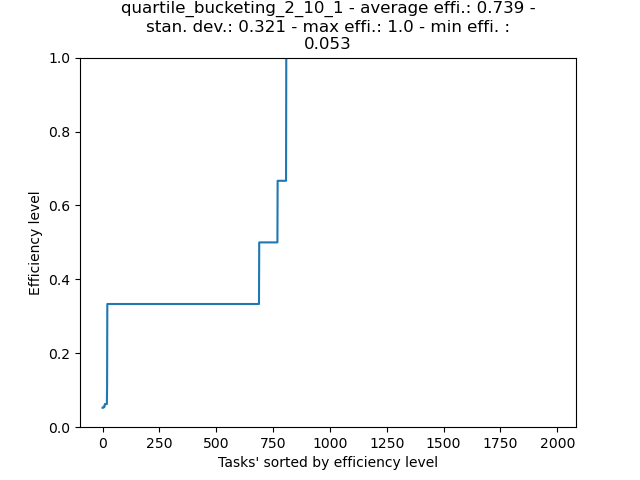 quartile_bucketing_2_10_1 - average effi.: 0.739 -
stan. dev.: 0.321 - max effi.: 1.0 - min effi. :
0.053
1.0
0.8
0.6
0.4
0.2
0.0
Efficiency level
0 250 500 750 1000 1250 1500 1750 2000
Tasks' sorted by efficiency level